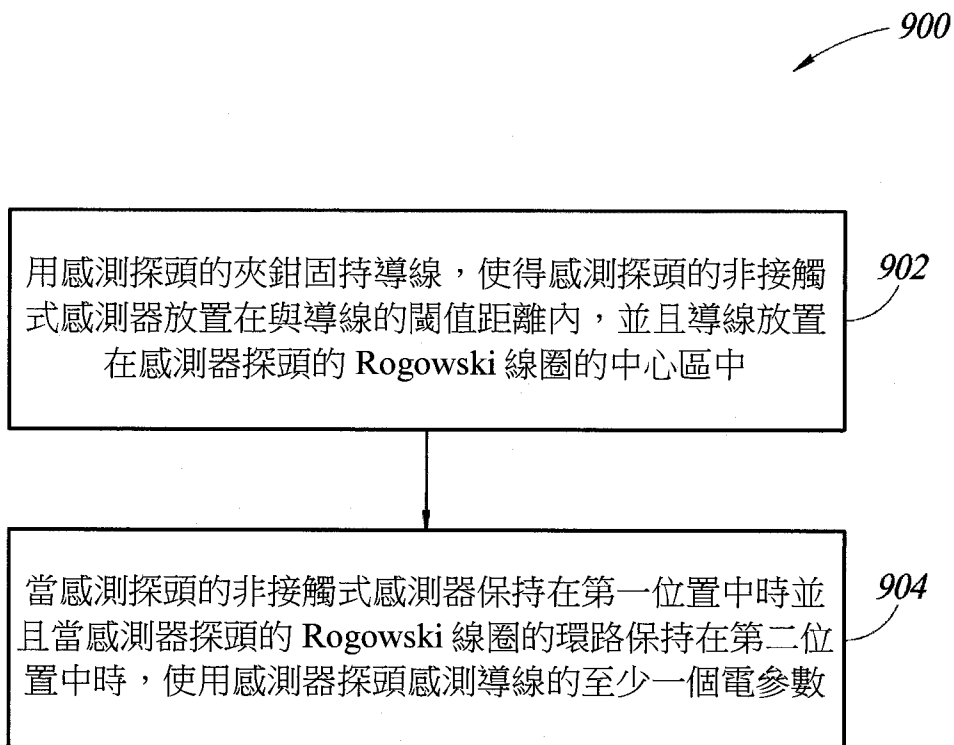 900
用感測探頭的夾鉗固持導線，使得感測探頭的非接觸
式感測器放置在與導線的閾值距離內，並且導線放置
在感測器探頭的 Rogowski 線圈的中心區中
902
當感測探頭的非接觸式感測器保持在第一位置中時並
且當感測器探頭的 Rogowski 線圈的環路保持在第二位
置中時，使用感測器探頭感測導線的至少一個電參數
904